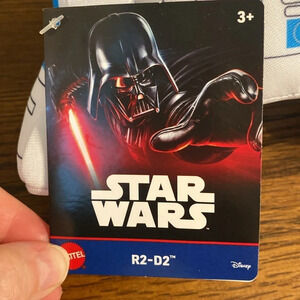 3+
STAR
WARS
R2-D2™
Disney